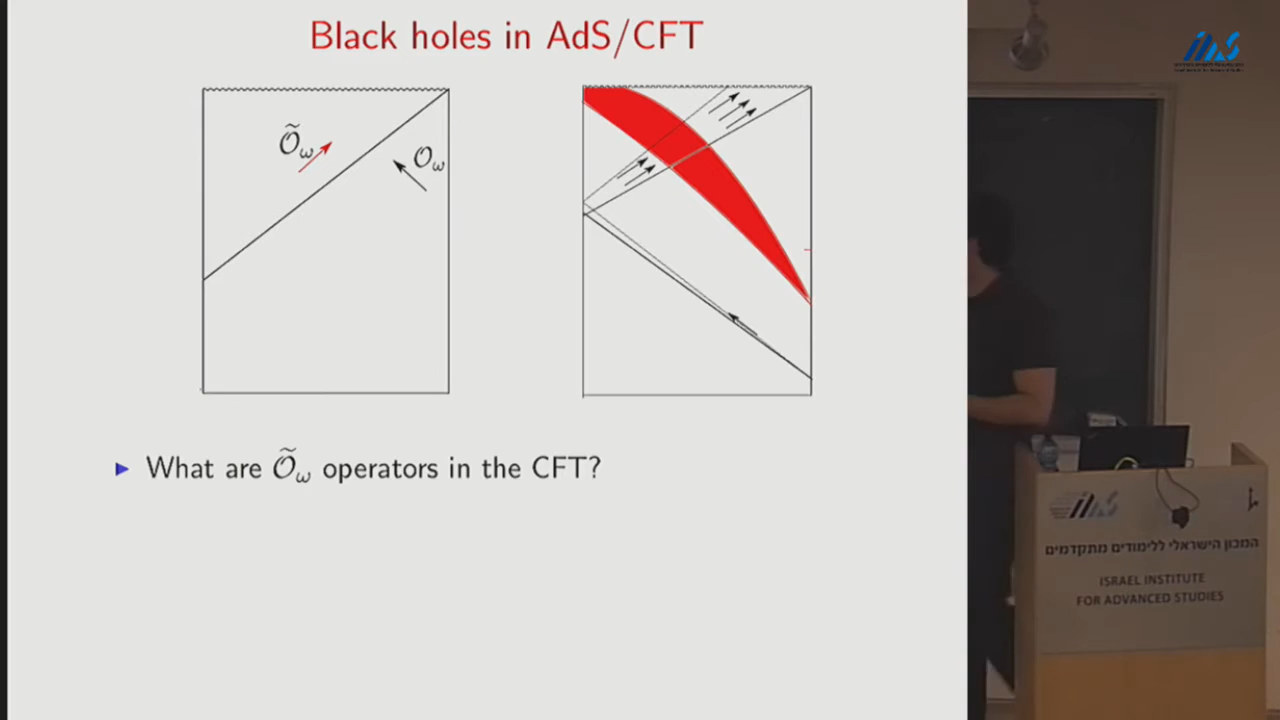 Black holes in AdS/CFT
Õ_ω
O_ω
What are Õ_ω operators in the CFT?
המכון הישראלי ללימודים מתקדמים
ISRAEL INSTITUTE
FOR ADVANCED STUDIES